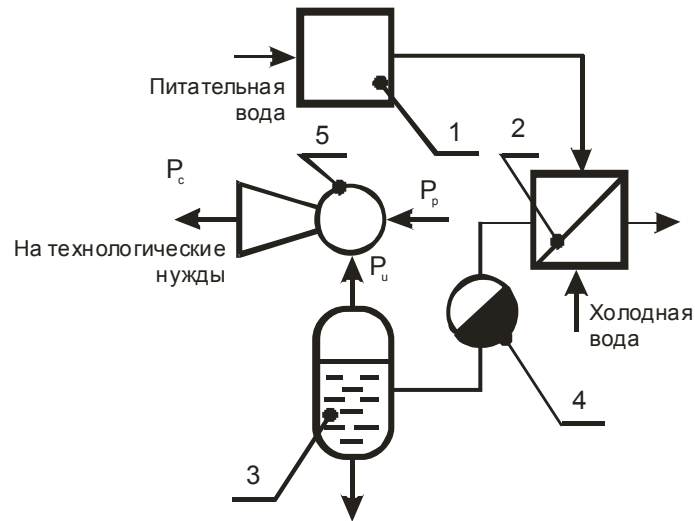 Питательная
вода
1
2
5
P_c
P_p
На технологические
нужды
P_u
Холодная
вода
4
3